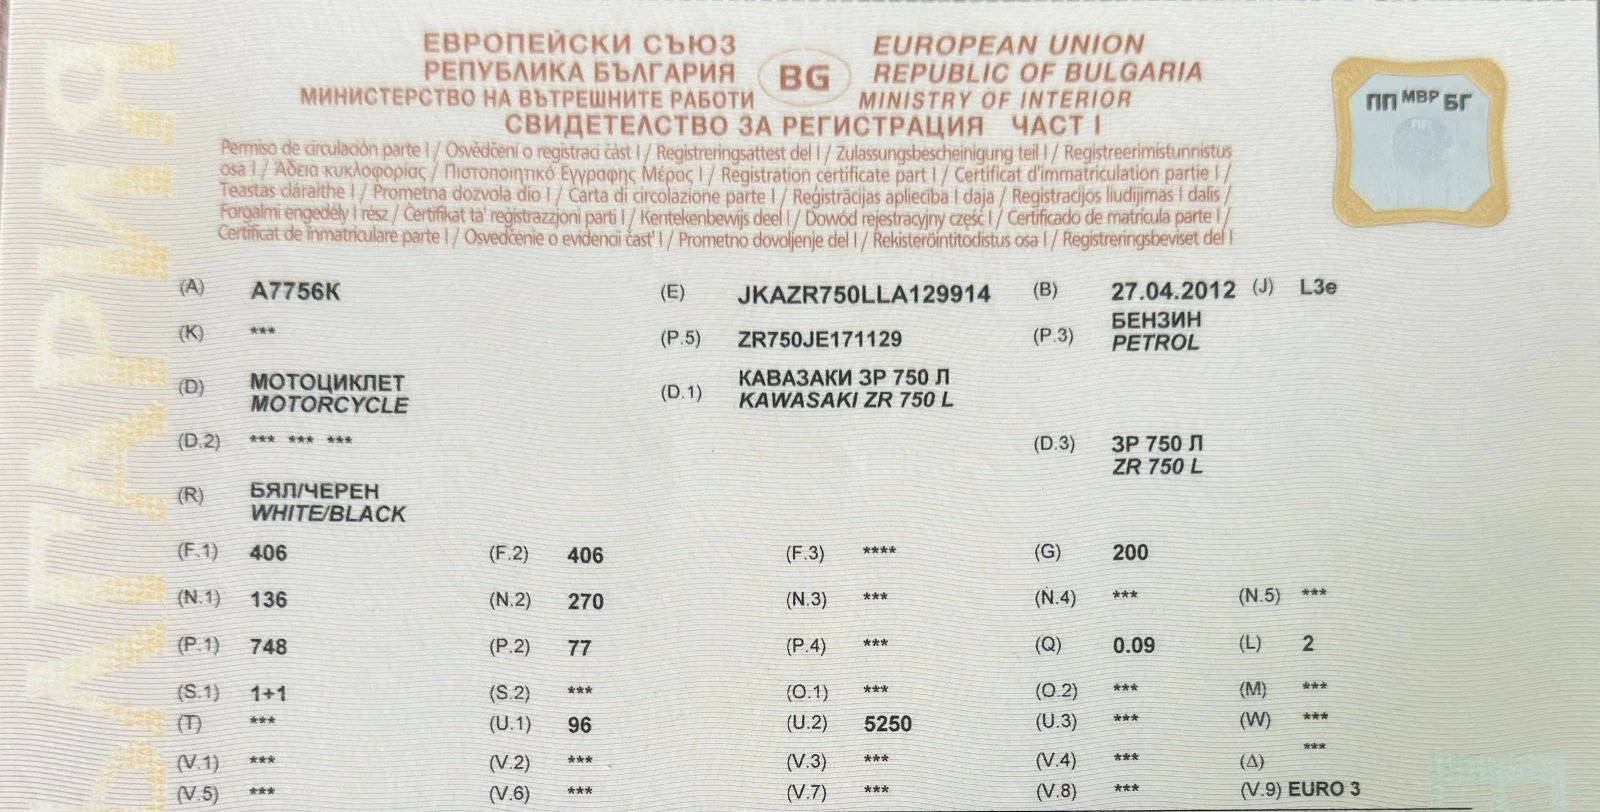 ЕВРОПЕЙСКИ СЪЮЗ EUROPEAN UNION
РЕПУБЛИКА БЪЛГАРИЯ BG REPUBLIC OF BULGARIA
МИНИСТЕРСТВО НА ВЪТРЕШНИТЕ РАБОТИ MINISTRY OF INTERIOR
СВИДЕТЕЛСТВО ЗА РЕГИСТРАЦИЯ ЧАСТ I
ПП МВР БГ
Permiso de circulación parte I / Osvědčení o registraci část I / Registreringsattest del I / Zulassungsbescheinigung teil I / Registreerimistunnistus
osa I / Άδεια κυκλοφορίας / Πιστοποιητικό Εγγραφής Μέρος I / Registration certificate part I / Certificat d'immatriculation partie I /
Teastas cláraithe I / Prometna dozvola dio I / Carta di circolazione parte I / Reģistrācijas apliecība I daja / Registracijos liudijimas I dalis /
Forgalmi engedély I rész / Ċertifikat ta' reġistrazzjoni parti I / Kentekenbewijs deel I / Dowód rejestracyjny część I / Certificado de matrícula parte I /
Certificat de înmatriculare parte I / Osvedčenie o evidencii časť I / Prometno dovoljenje del I / Rekisteröintitodistus osa I / Registreringsbeviset del I
(A) A7756K (E) JKAZR750LLA129914 (B) 27.04.2012 (J) L3e
(K) *** (P.5) ZR750JE171129 (P.3) БЕНЗИН
PETROL
(D) МОТОЦИКЛЕТ (D.1) КАВАЗАКИ ЗР 750 Л
MOTORCYCLE KAWASAKI ZR 750 L
(D.2) *** *** *** (D.3) ЗР 750 Л
ZR 750 L
(R) БЯЛ/ЧЕРЕН
WHITE/BLACK
(F.1) 406 (F.2) 406 (F.3) **** (G) 200
(N.1) 136 (N.2) 270 (N.3) *** (N.4) *** (N.5) ***
(P.1) 748 (P.2) 77 (P.4) *** (Q) 0.09 (L) 2
(S.1) 1+1 (S.2) *** (O.1) *** (O.2) *** (M) ***
(T) *** (U.1) 96 (U.2) 5250 (U.3) *** (W) ***
(V.1) *** (V.2) *** (V.3) *** (V.4) *** (Δ) ***
(V.5) *** (V.6) *** (V.7) *** (V.8) *** (V.9) EURO 3